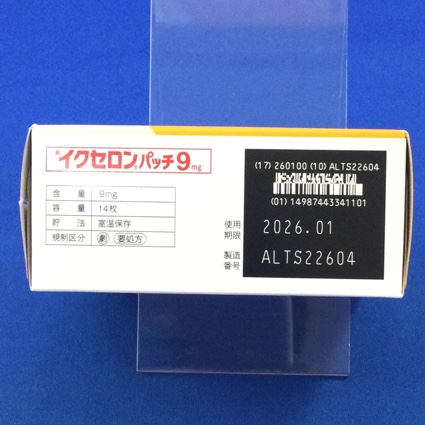 劇 イクセロン®パッチ9mg
含量 9mg
容量 14枚
貯法 室温保存
規制区分 劇 要処方
(17) 260100 (10) ALTS22604
(01) 14987443341101
使用期限 2026.01
製造番号 ALTS22604